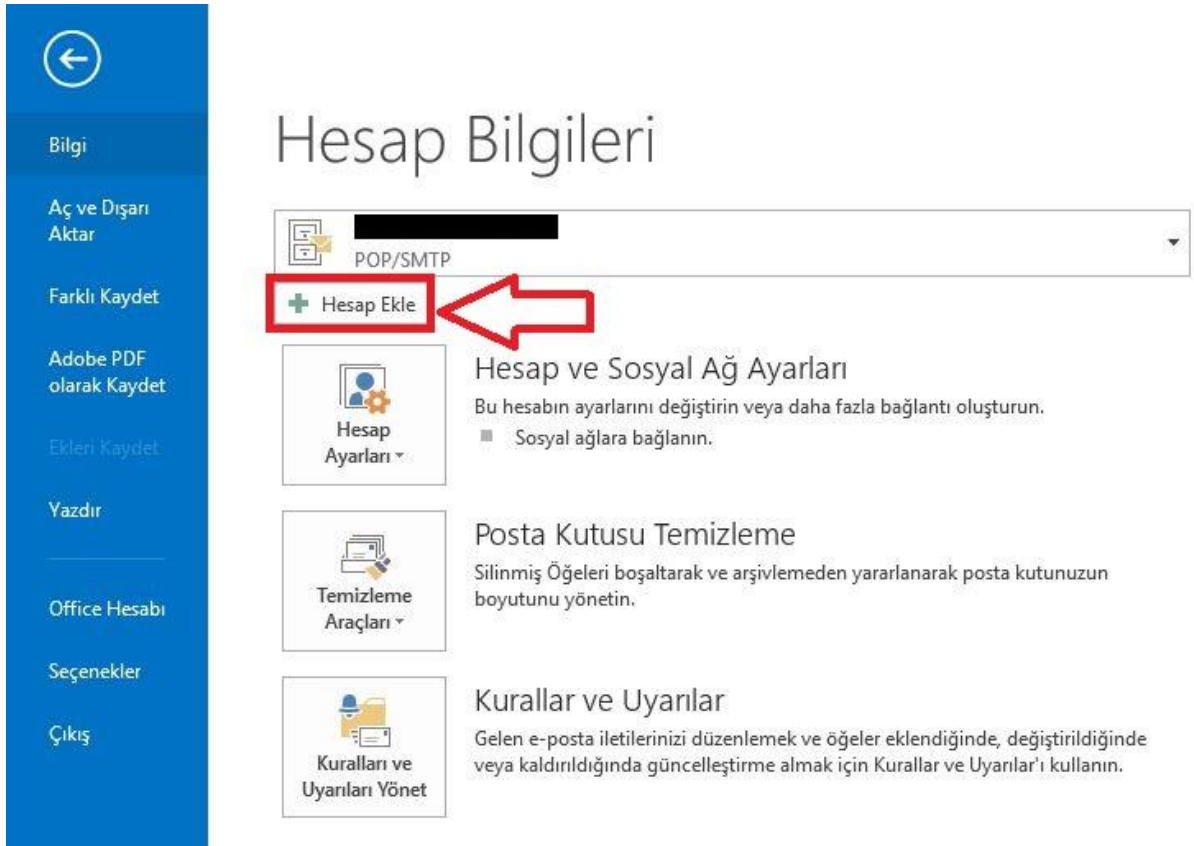 Bilgi
Aç ve Dışarı
Aktar
Farklı Kaydet
Adobe PDF
olarak Kaydet
Ekleri Kaydet
Yazdır
Office Hesabı
Seçenekler
Çıkış
Hesap Bilgileri
POP/SMTP
Hesap Ekle
Hesap
Ayarları
Hesap ve Sosyal Ağ Ayarları
Bu hesabın ayarlarını değiştirin veya daha fazla bağlantı oluşturun.
Sosyal ağlara bağlanın.
Temizleme
Araçları
Posta Kutusu Temizleme
Silinmiş Öğeleri boşaltarak ve arşivlemeden yararlanarak posta kutunuzun
boyutunu yönetin.
Kuralları ve
Uyarıları Yönet
Kurallar ve Uyarılar
Gelen e-posta iletilerinizi düzenlemek ve öğeler eklendiğinde, değiştirildiğinde
veya kaldırıldığında güncelleştirme almak için Kurallar ve Uyarılar'ı kullanın.